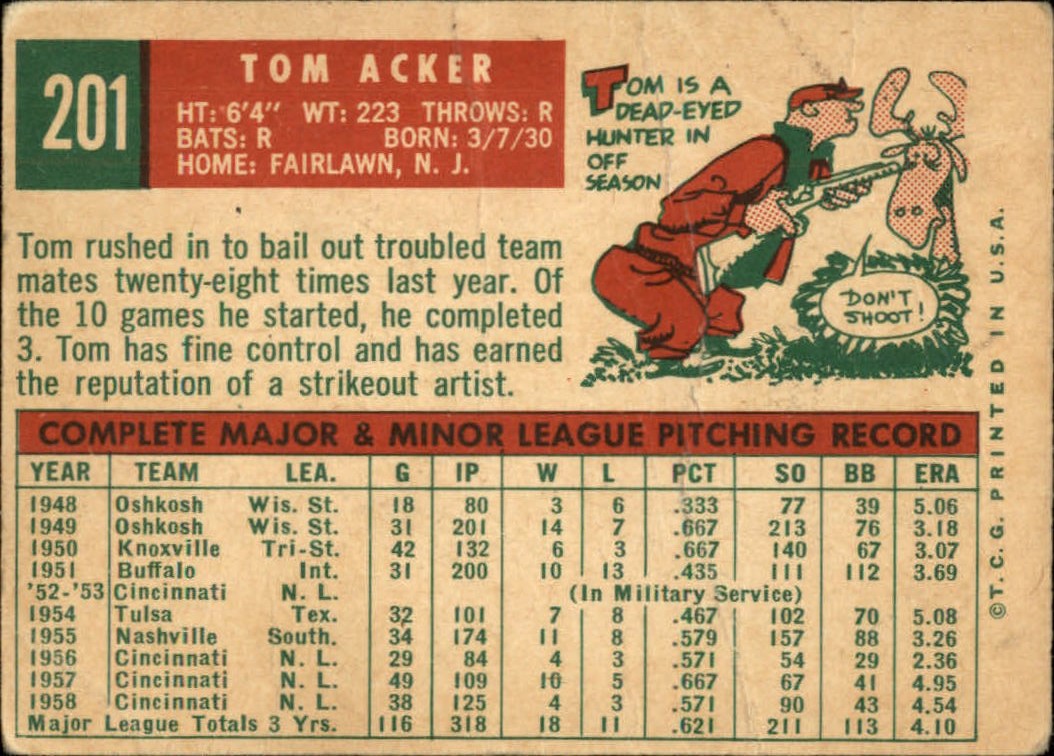 201
TOM ACKER
HT: 6'4" WT: 223 THROWS: R
BATS: R BORN: 3/7/30
HOME: FAIRLAWN, N. J.
TOM IS A
DEAD-EYED
HUNTER IN
OFF
SEASON
DON'T
SHOOT!
Tom rushed in to bail out troubled team
mates twenty-eight times last year. Of
the 10 games he started, he completed
3. Tom has fine control and has earned
the reputation of a strikeout artist.
COMPLETE MAJOR & MINOR LEAGUE PITCHING RECORD
YEAR TEAM LEA. G IP W L PCT SO BB ERA
1948 Oshkosh Wis. St. 18 80 3 6 .333 77 39 5.06
1949 Oshkosh Wis. St. 31 201 14 7 .667 213 76 3.18
1950 Knoxville Tri-St. 42 132 6 3 .667 140 67 3.07
1951 Buffalo Int. 31 200 10 13 .435 111 112 3.69
'52-'53 Cincinnati N. L. (In Military Service)
1954 Tulsa Tex. 32 101 7 8 .467 102 70 5.08
1955 Nashville South. 34 174 11 8 .579 157 88 3.26
1956 Cincinnati N. L. 29 84 4 3 .571 54 29 2.36
1957 Cincinnati N. L. 49 109 10 5 .667 67 41 4.95
1958 Cincinnati N. L. 38 125 4 3 .571 90 43 4.54
Major League Totals 3 Yrs. 116 318 18 11 .621 211 113 4.10
©T. C. G. PRINTED IN U.S.A.